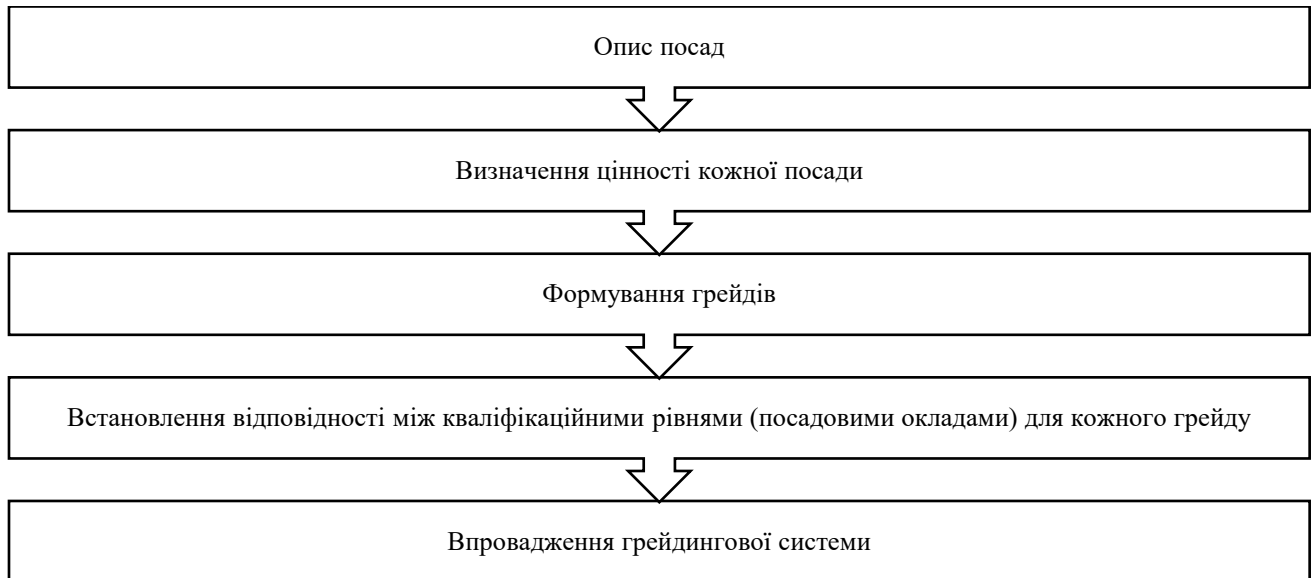 Опис посад
Визначення цінності кожної посади
Формування грейдів
Встановлення відповідності між кваліфікаційними рівнями (посадовими окладами) для кожного грейду
Впровадження грейдингової системи